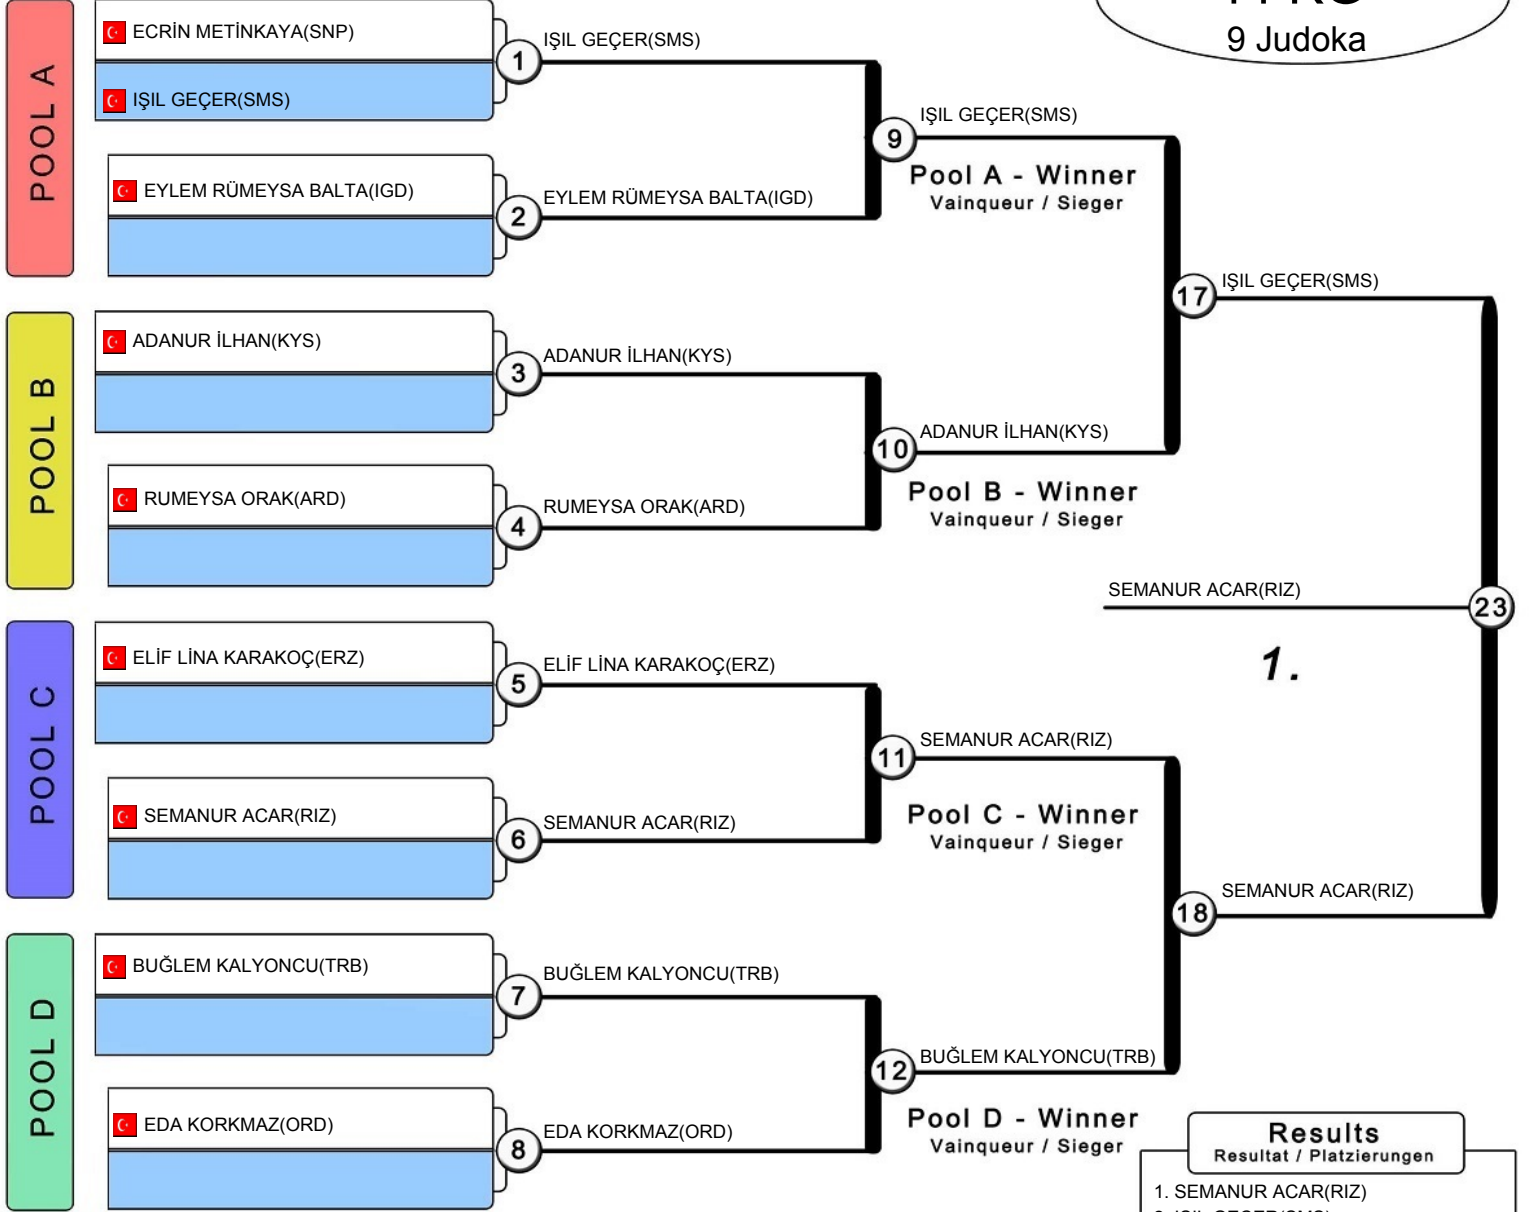 9 Judoka
POOL A
ECRİN METİNKAYA(SNP)
IŞIL GEÇER(SMS)
1
IŞIL GEÇER(SMS)
EYLEM RÜMEYSA BALTA(IGD)
2
EYLEM RÜMEYSA BALTA(IGD)
9
IŞIL GEÇER(SMS)
Pool A - Winner
Vainqueur / Sieger
POOL B
ADANUR İLHAN(KYS)
3
ADANUR İLHAN(KYS)
RUMEYSA ORAK(ARD)
4
RUMEYSA ORAK(ARD)
10
ADANUR İLHAN(KYS)
Pool B - Winner
Vainqueur / Sieger
17
IŞIL GEÇER(SMS)
POOL C
ELİF LİNA KARAKOÇ(ERZ)
5
ELİF LİNA KARAKOÇ(ERZ)
SEMANUR ACAR(RIZ)
6
SEMANUR ACAR(RIZ)
11
SEMANUR ACAR(RIZ)
Pool C - Winner
Vainqueur / Sieger
POOL D
BUĞLEM KALYONCU(TRB)
7
BUĞLEM KALYONCU(TRB)
EDA KORKMAZ(ORD)
8
EDA KORKMAZ(ORD)
12
BUĞLEM KALYONCU(TRB)
Pool D - Winner
Vainqueur / Sieger
18
SEMANUR ACAR(RIZ)
SEMANUR ACAR(RIZ)
23
1.
Results
Resultat / Platzierungen
1. SEMANUR ACAR(RIZ)